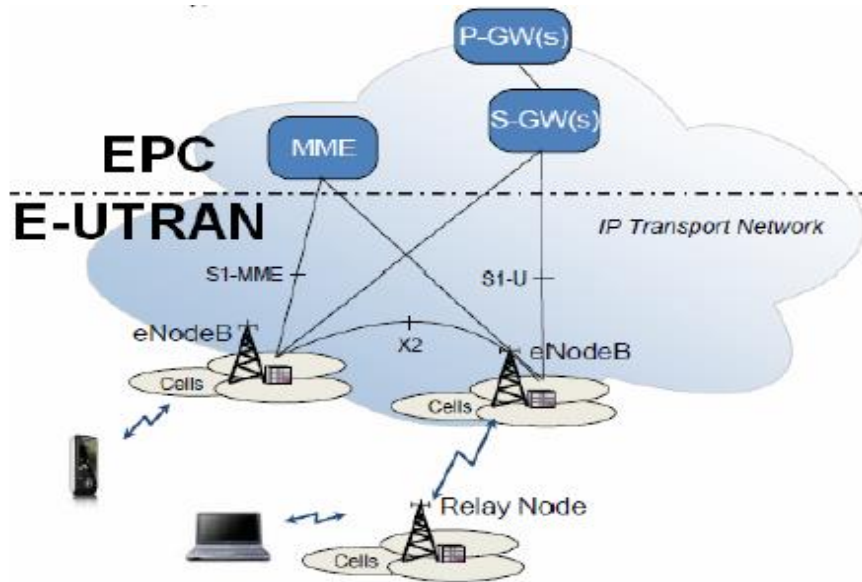 P-GW(s)
S-GW(s)
MME
EPC
E-UTRAN
IP Transport Network
S1-MME
S1-U
eNodeB
X2
eNodeB
Cells
Cells
Relay Node
Cells